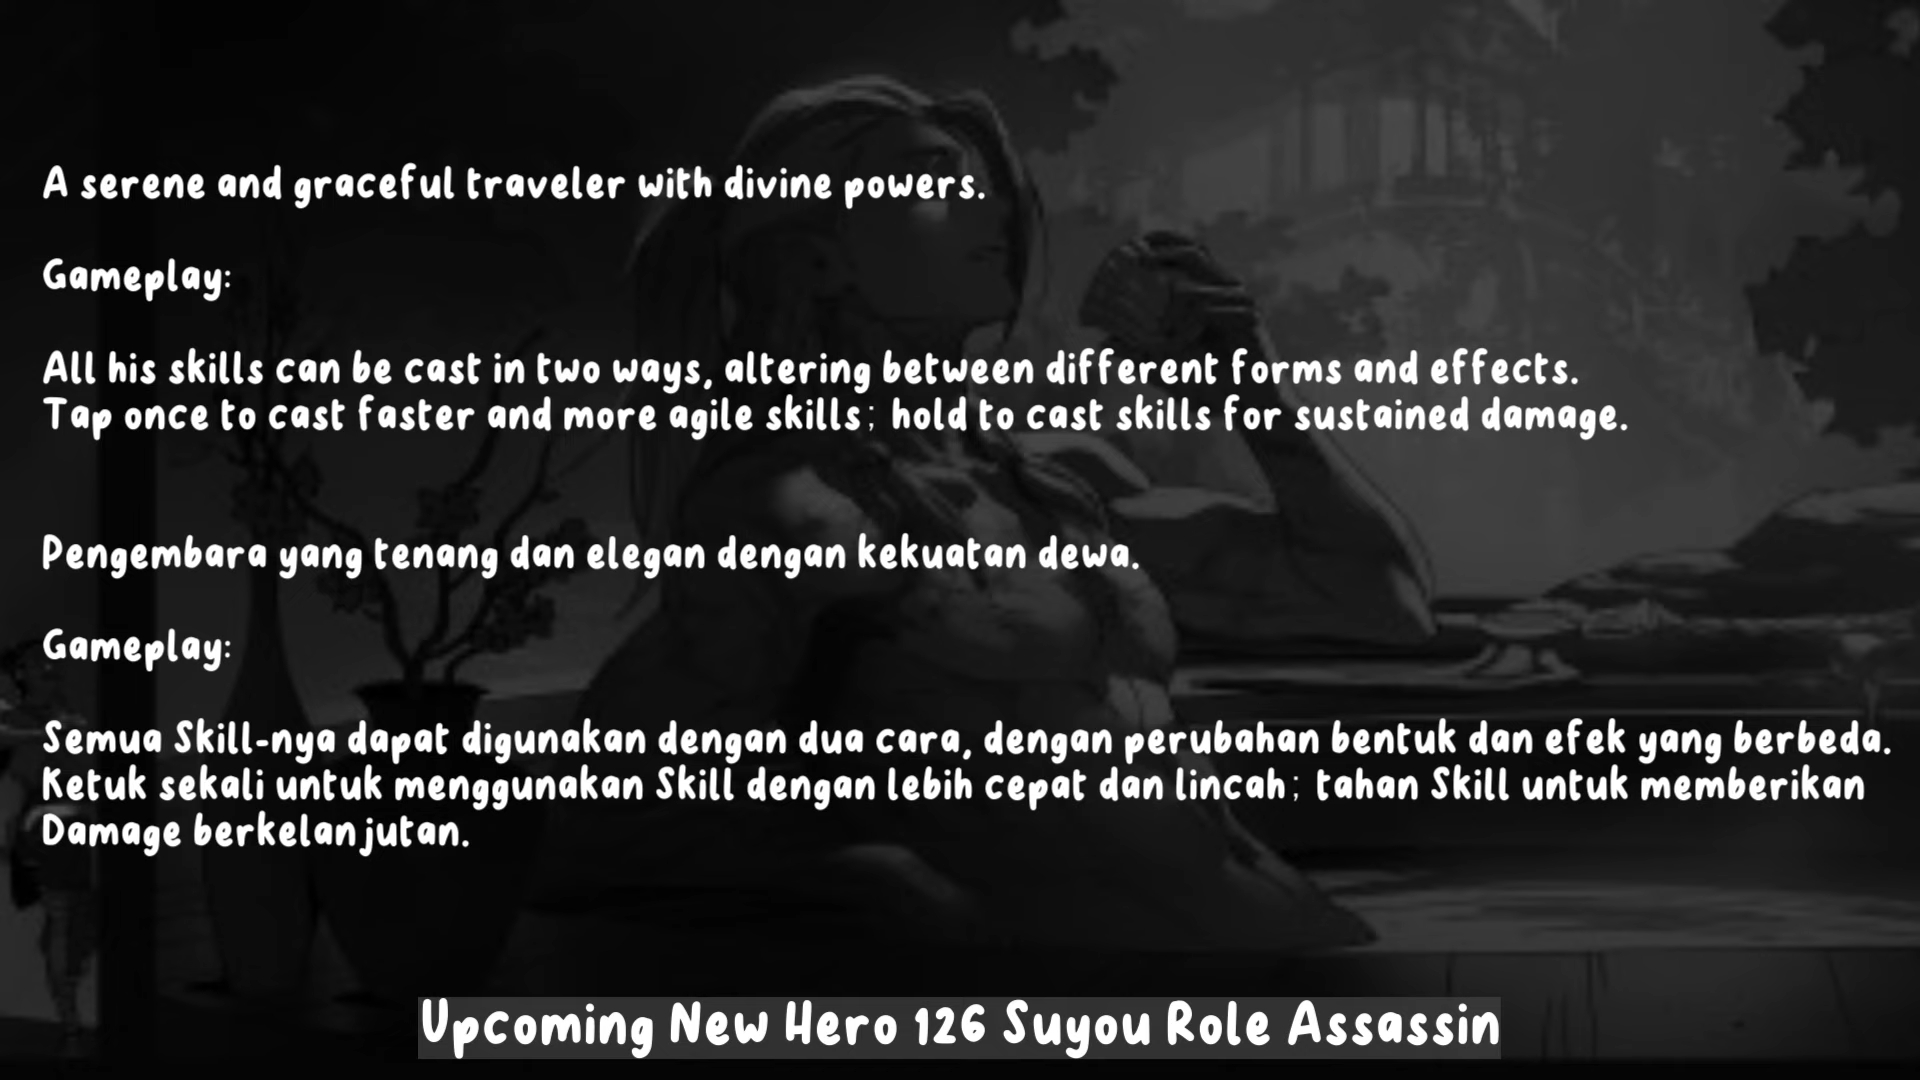 A serene and graceful traveler with divine powers.
Gameplay:
All his skills can be cast in two ways, altering between different forms and effects.
Tap once to cast faster and more agile skills; hold to cast skills for sustained damage.
Pengembara yang tenang dan elegan dengan kekuatan dewa.
Gameplay:
Semua Skill-nya dapat digunakan dengan dua cara, dengan perubahan bentuk dan efek yang berbeda.
Ketuk sekali untuk menggunakan Skill dengan lebih cepat dan lincah; tahan Skill untuk memberikan
Damage berkelanjutan.
Upcoming New Hero 126 Suyou Role Assassin